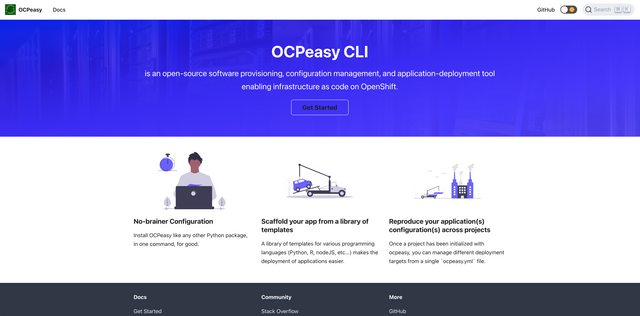 OCPeasy
Docs
GitHub
Search
OCPeasy CLI
is an open-source software provisioning, configuration management, and application-deployment tool
enabling infrastructure as code on OpenShift.
Get Started
No-brainer Configuration
Install OCPeasy like any other Python package,
in one command, for good.
Scaffold your app from a library of
templates
A library of templates for various programming
languages (Python, R, nodeJS, etc...) makes the
deployment of applications easier.
Reproduce your application(s)
configuration(s) across projects
Once a project has been initialized with
ocpeasy, you can manage different deployment
targets from a single `ocpeasy.yml` file.
Docs
Get Started
Community
Stack Overflow
More
GitHub